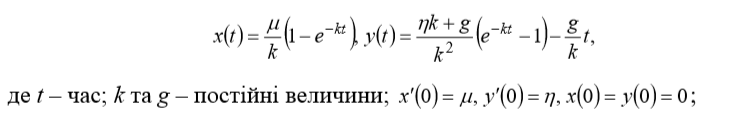 x(t) = μ/k (1 − e^{−kt}), y(t) = (ηk + g)/k² (e^{−kt} − 1) − g/k t,
де t – час; k та g – постійні величини; x′(0) = μ, y′(0) = η, x(0) = y(0) = 0;